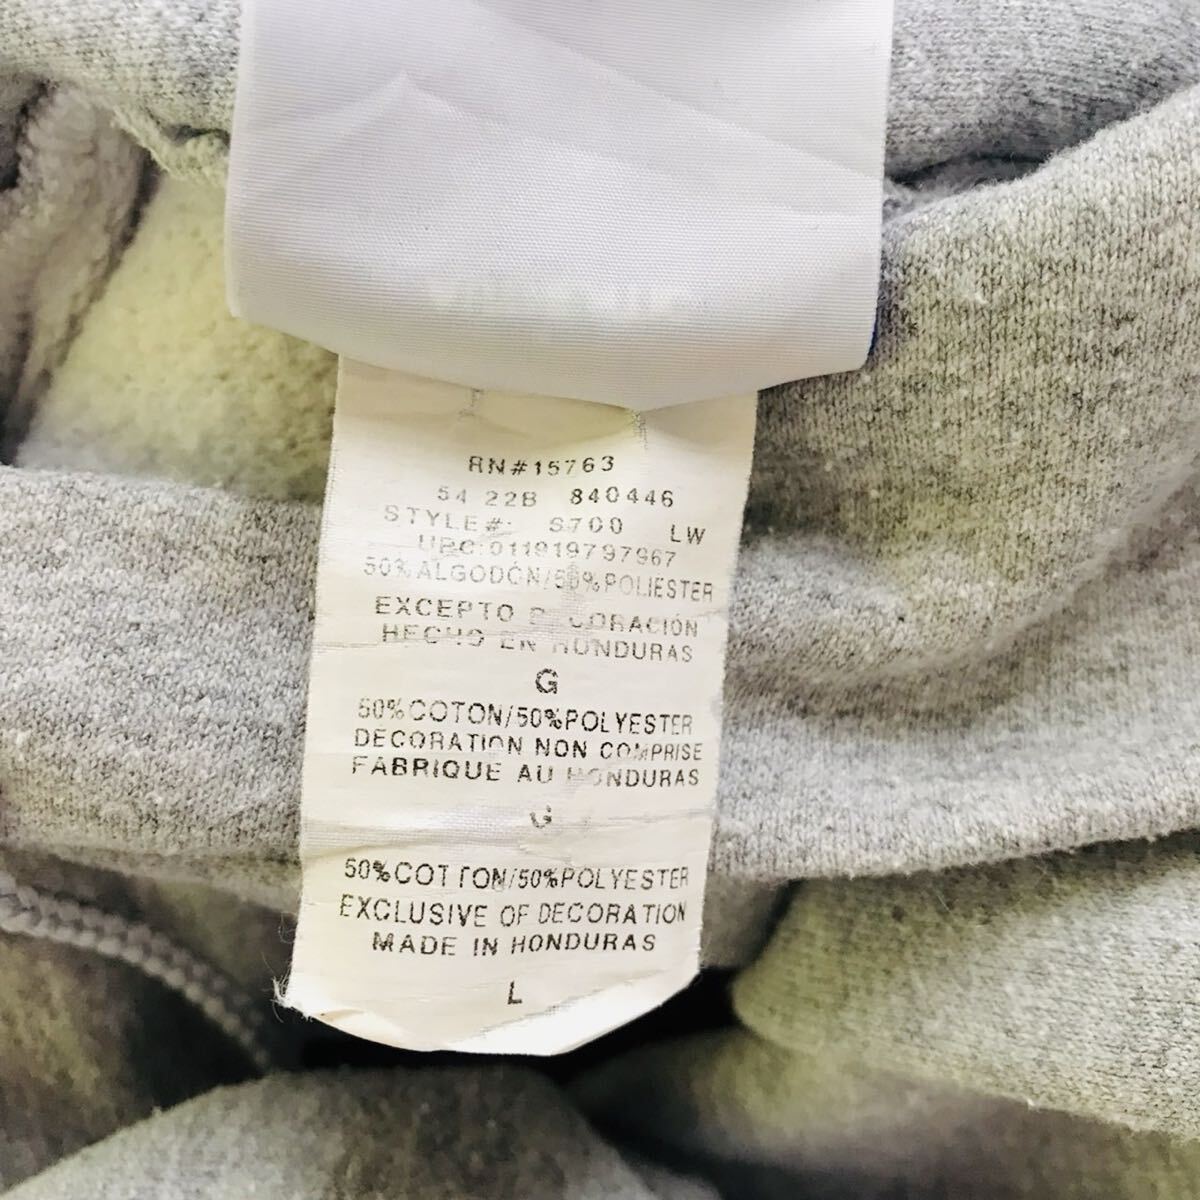 RN#15763
54 22B 840446
STYLE#: S700 LW
UPC:011919797967
50%ALGODÓN/50%POLIESTER
EXCEPTO CORACIÓN
HECHO EN HONDURAS
G
50%COTON/50%POLYESTER
DECORATION NON COMPRISE
FABRIQUE AU HONDURAS
G
50%COTTON/50%POLYESTER
EXCLUSIVE OF DECORATION
MADE IN HONDURAS
L